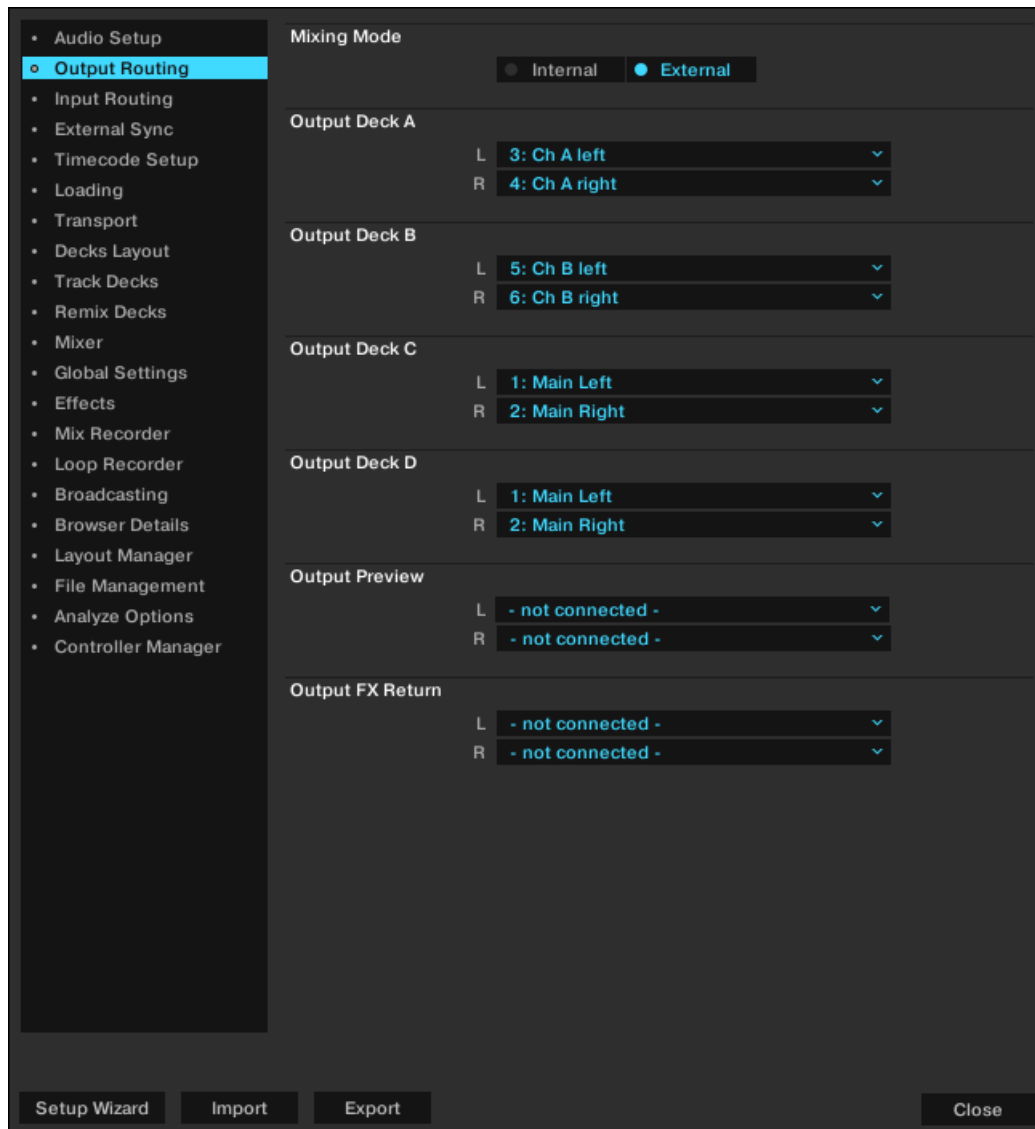 Audio Setup
Output Routing
Input Routing
External Sync
Timecode Setup
Loading
Transport
Decks Layout
Track Decks
Remix Decks
Mixer
Global Settings
Effects
Mix Recorder
Loop Recorder
Broadcasting
Browser Details
Layout Manager
File Management
Analyze Options
Controller Manager
Mixing Mode
Internal External
Output Deck A
L 3: Ch A left
R 4: Ch A right
Output Deck B
L 5: Ch B left
R 6: Ch B right
Output Deck C
L 1: Main Left
R 2: Main Right
Output Deck D
L 1: Main Left
R 2: Main Right
Output Preview
L - not connected -
R - not connected -
Output FX Return
L - not connected -
R - not connected -
Setup Wizard Import Export Close